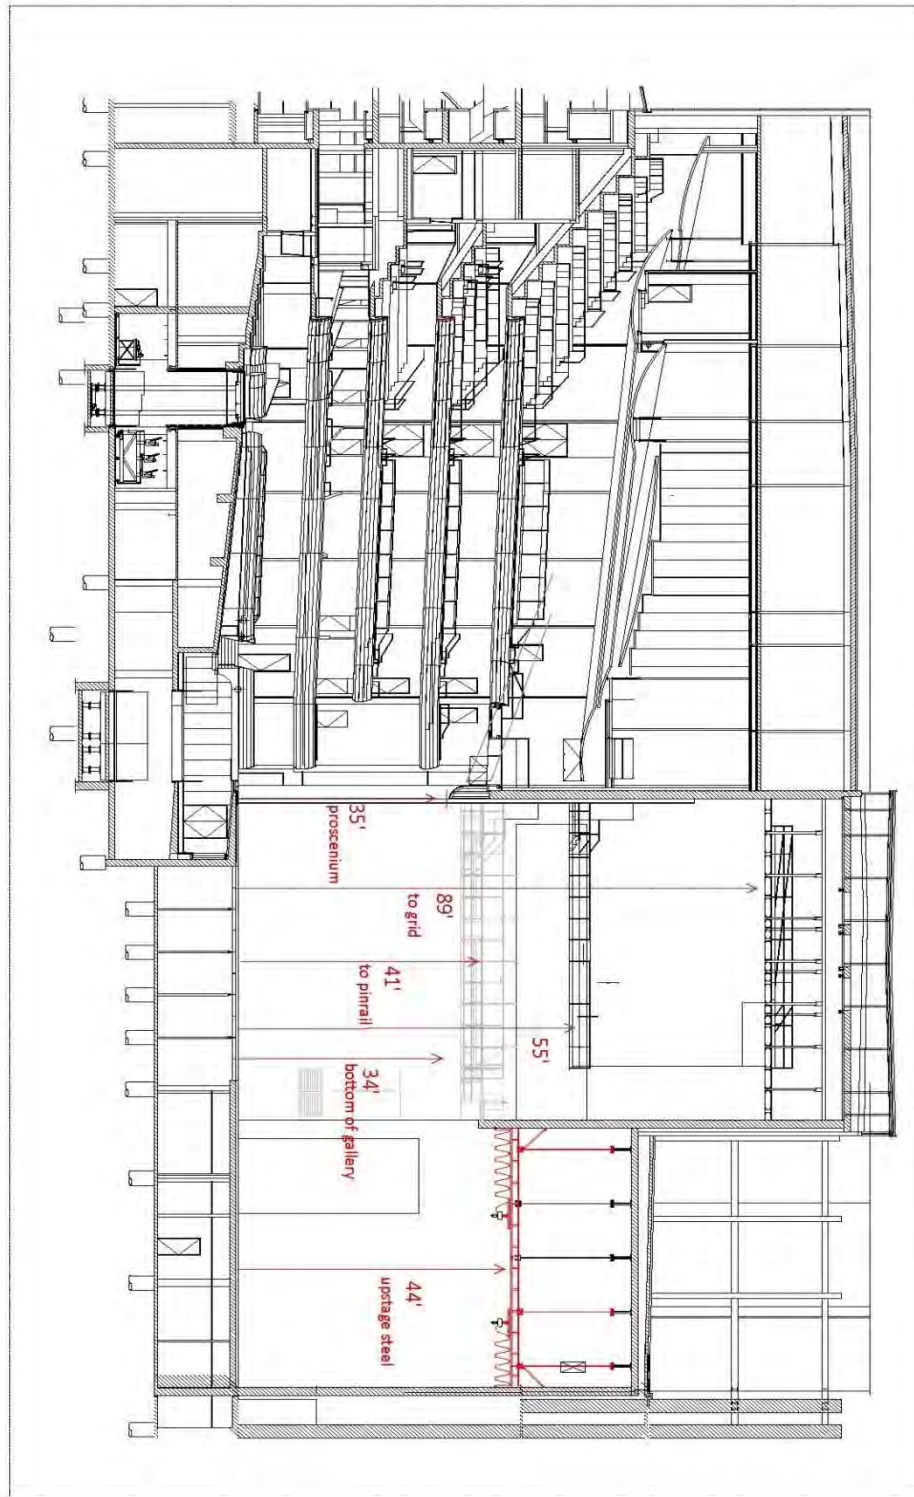 35'
proscenium
89'
to grid
41'
to pinrail
55'
34'
bottom of gallery
44'
upstage steel